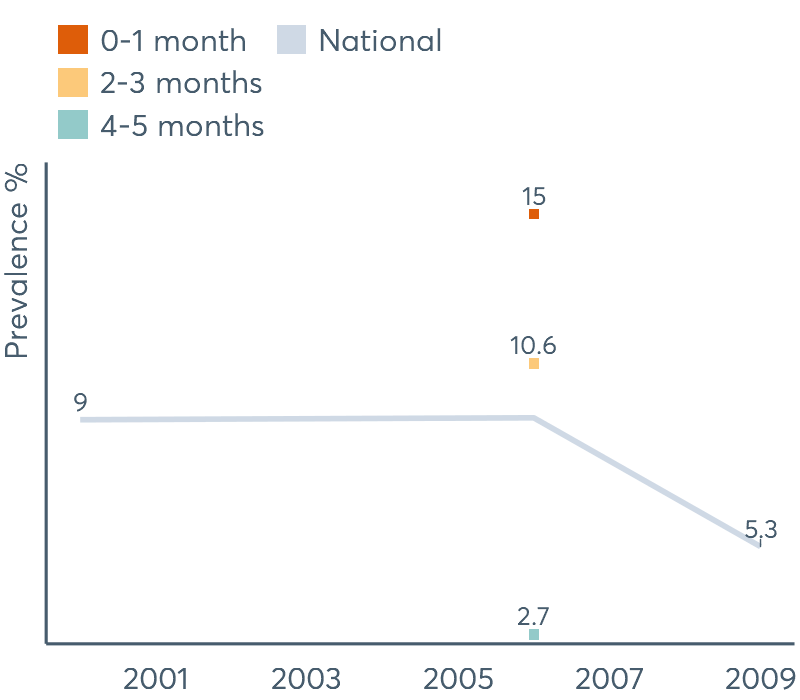 0-1 month
National
2-3 months
4-5 months
Prevalence %
15
10.6
9
5.3
2.7
2001 2003 2005 2007 2009